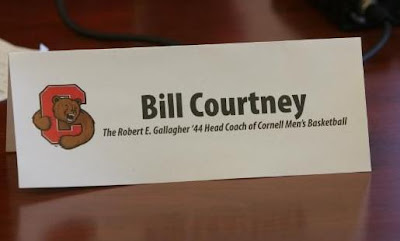 Bill Courtney
The Robert E. Gallagher '44 Head Coach of Cornell Men's Basketball